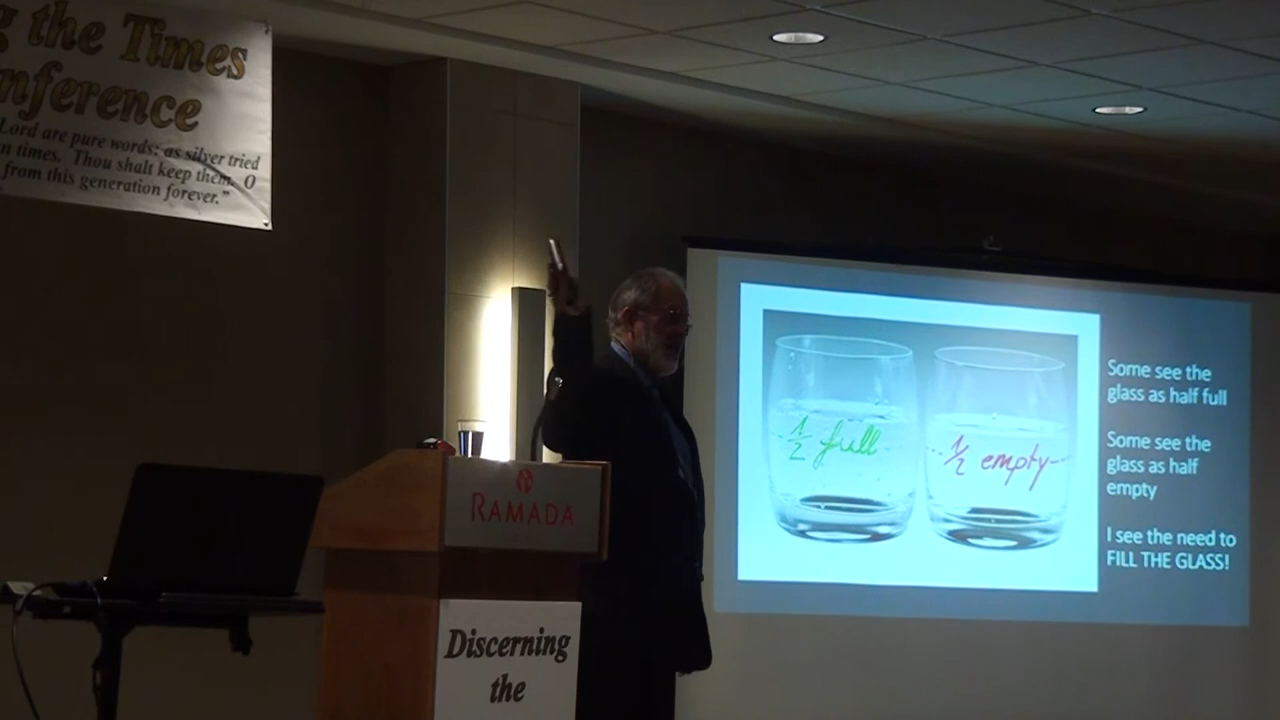 the Times
nference
Lord are pure words: as silver tried
n times. Thou shalt keep them, O
from this generation forever."
RAMADA
Discerning
the
½ full
½ empty
Some see the
glass as half full
Some see the
glass as half
empty
I see the need to
FILL THE GLASS!